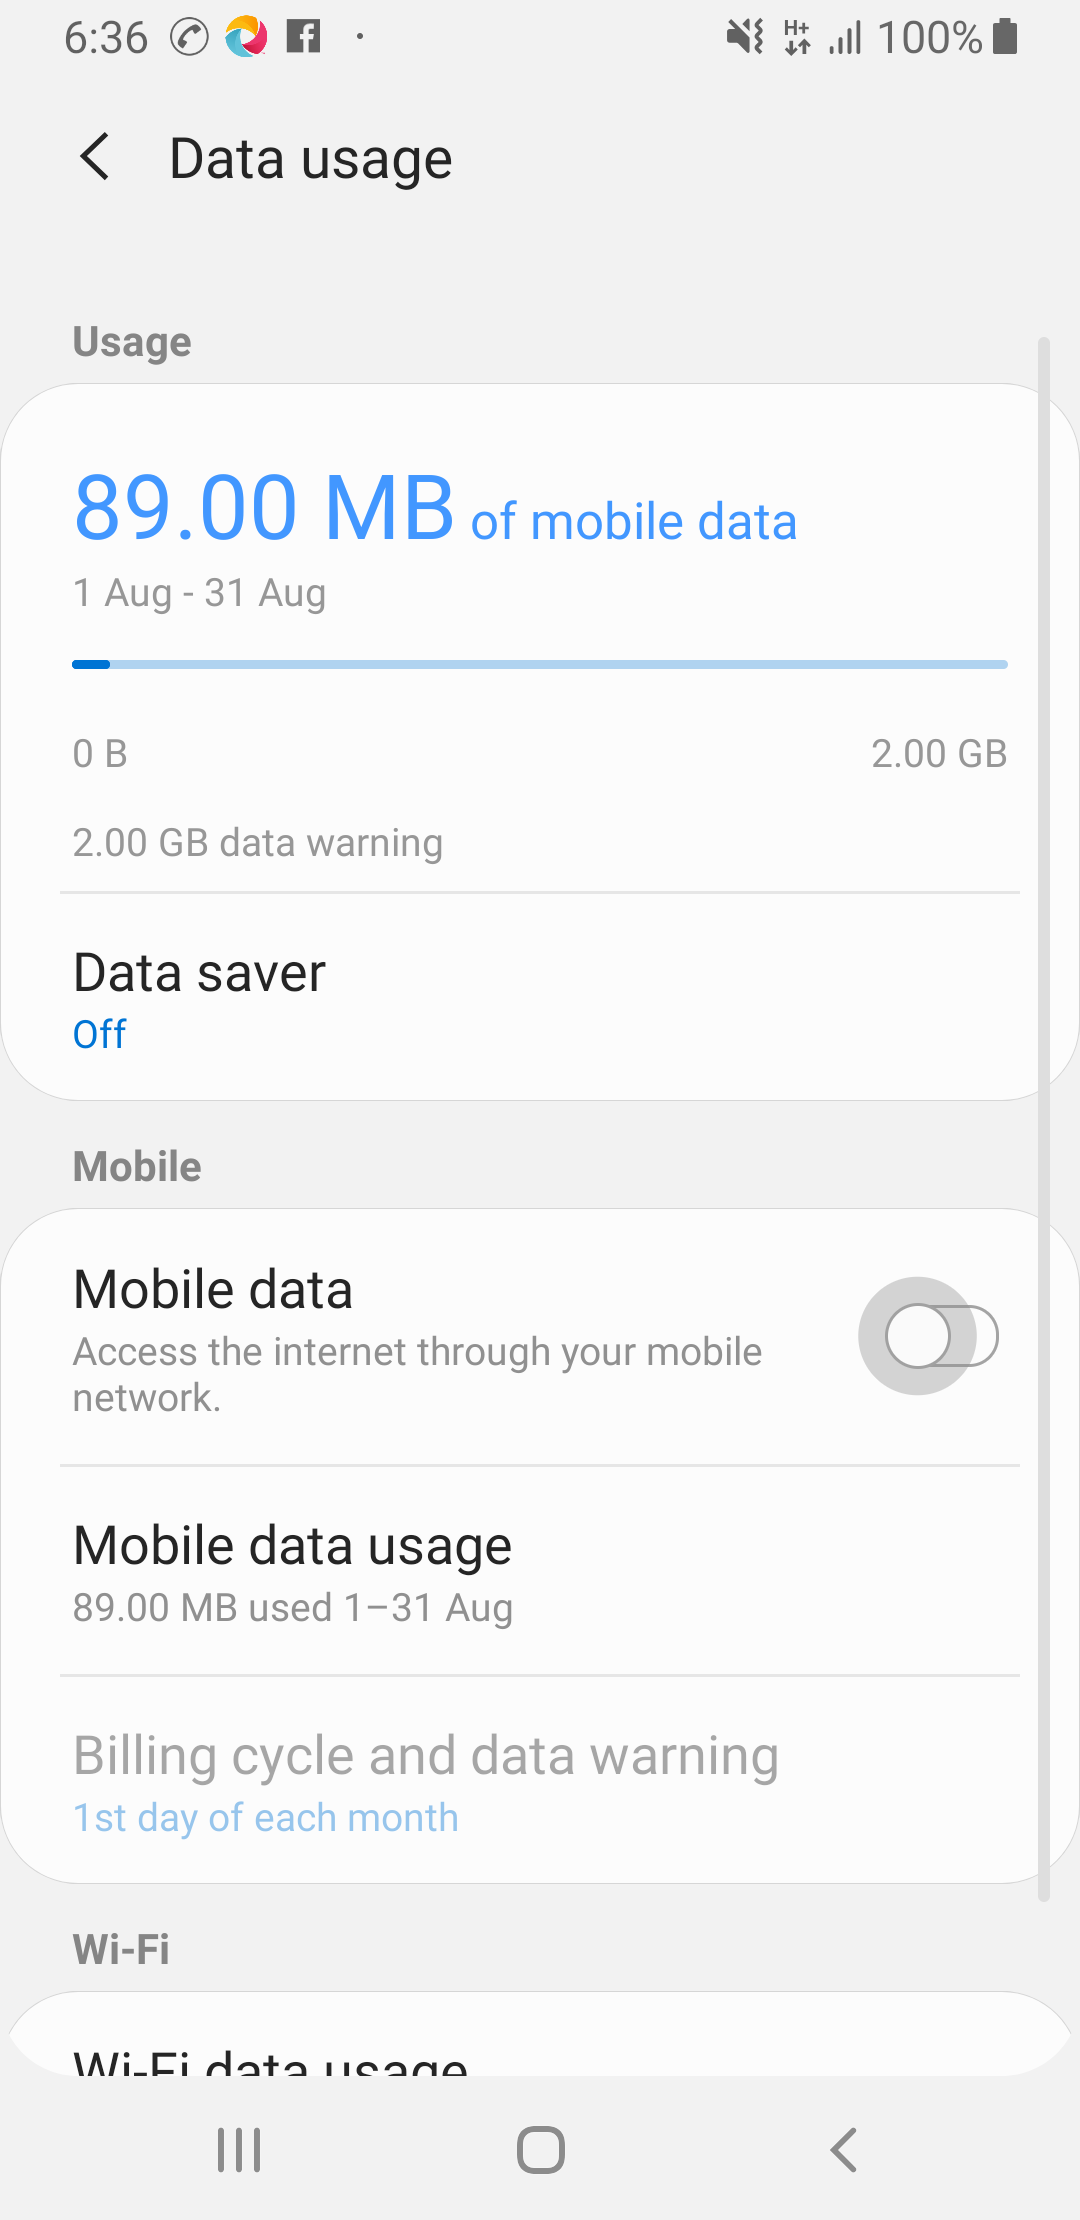 6:36 H+ 100%
Data usage
Usage
89.00 MB of mobile data
1 Aug - 31 Aug
0 B 2.00 GB
2.00 GB data warning
Data saver
Off
Mobile
Mobile data
Access the internet through your mobile
network.
Mobile data usage
89.00 MB used 1–31 Aug
Billing cycle and data warning
1st day of each month
Wi-Fi
Wi-Fi data usage